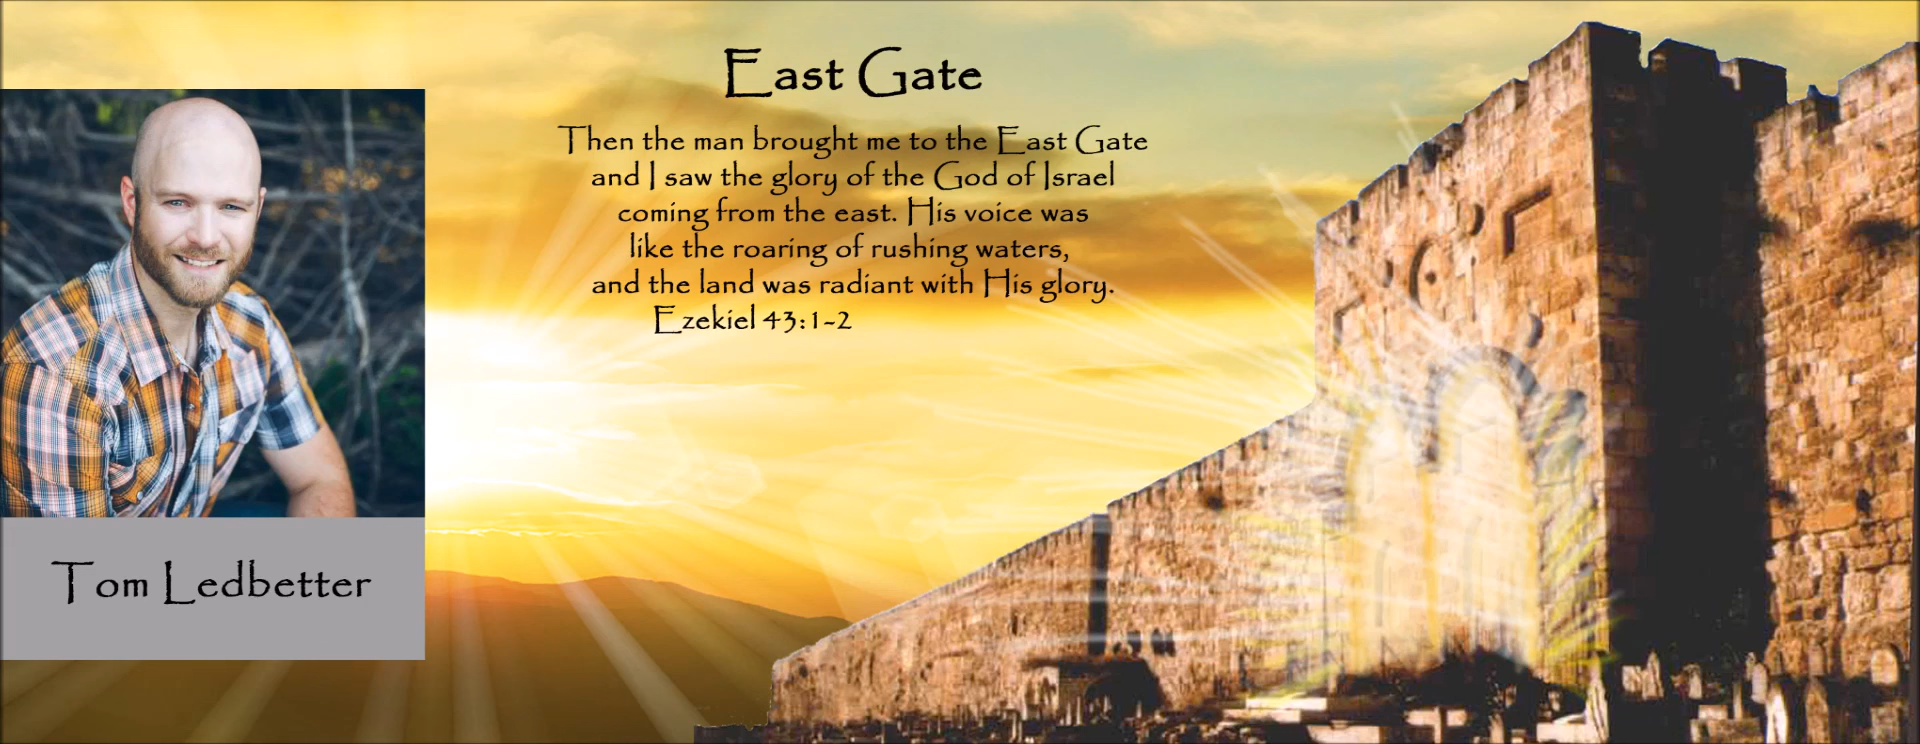 East Gate
Then the man brought me to the East Gate
and I saw the glory of the God of Israel
coming from the east. His voice was
like the roaring of rushing waters,
and the land was radiant with His glory.
Ezekiel 43:1-2
Tom Ledbetter